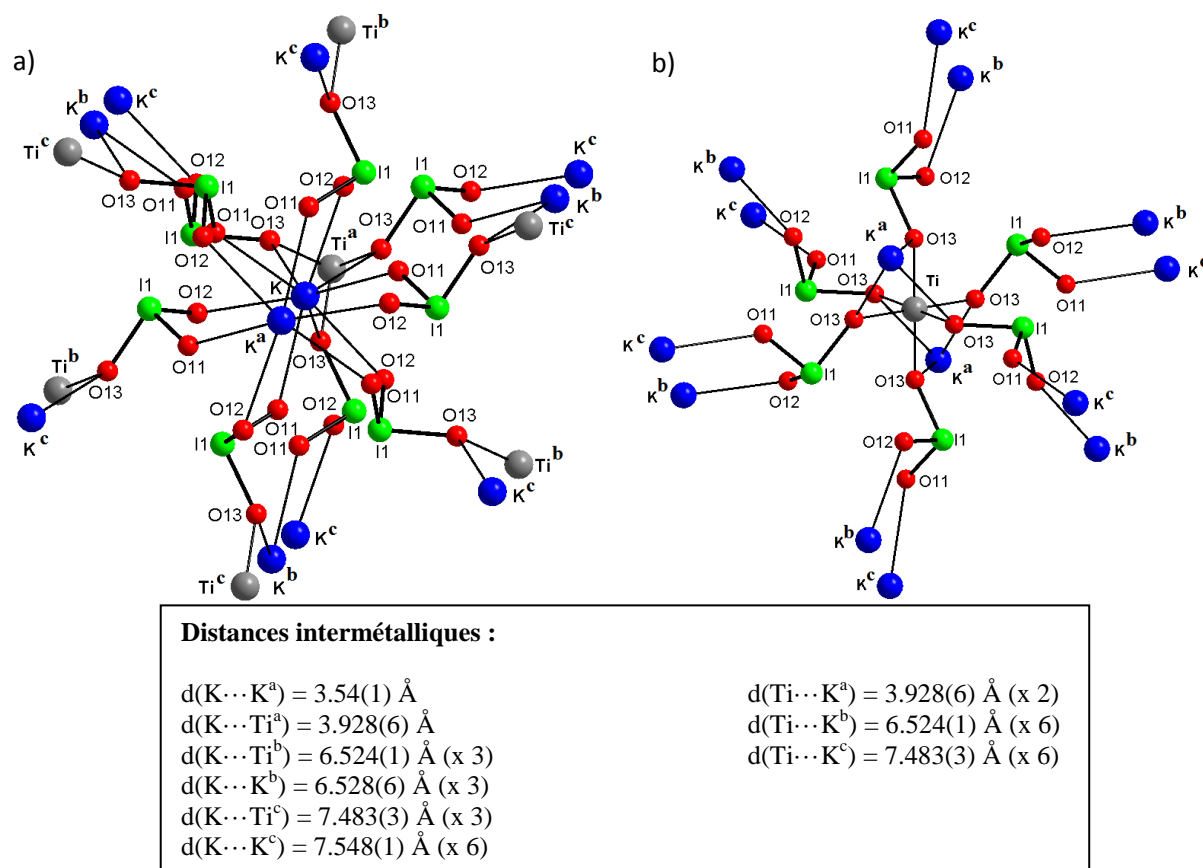 a)
b)
Ti^b
K^c
O13
K^b
K^c
Ti^c
O12
O13
O11
I1
O12
I1
O11
I1
O12
K^c
O11
K^b
Ti^c
O11
O13
O13
Ti^a
O13
I1
O12
K
O11
I1
O12
O12
I1
O11
K^a
O13
O12
O11
Ti^b
O13
K^c
O12
O11
O12
I1
O11
I1
O13
Ti^b
K^c
O13
K^c
K^b
Ti^c
K^c
K^b
O11
I1
O12
K^b
K^c
O12
O11
K^a
O13
I1
O12
K^b
O11
K^c
I1
O13
Ti
O13
O13
O13
I1
O11
K^c
I1
O12
K^b
K^a
O13
O11
O12
K^c
K^b
O12
I1
O11
K^b
K^c
Distances intermétalliques :
d(K⋯K^a) = 3.54(1) Å
d(K⋯Ti^a) = 3.928(6) Å
d(K⋯Ti^b) = 6.524(1) Å (x 3)
d(K⋯K^b) = 6.528(6) Å (x 3)
d(K⋯Ti^c) = 7.483(3) Å (x 3)
d(K⋯K^c) = 7.548(1) Å (x 6)
d(Ti⋯K^a) = 3.928(6) Å (x 2)
d(Ti⋯K^b) = 6.524(1) Å (x 6)
d(Ti⋯K^c) = 7.483(3) Å (x 6)